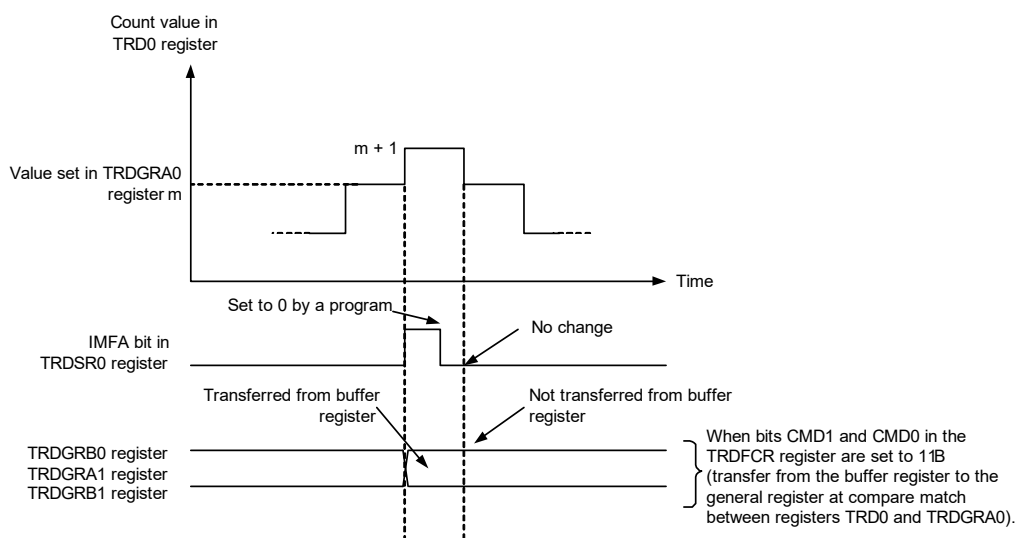 Count value in
TRD0 register
m + 1
Value set in TRDGRA0
register m
Time
Set to 0 by a program
No change
IMFA bit in
TRDSR0 register
Transferred from buffer
register
Not transferred from buffer
register
TRDGRB0 register
TRDGRA1 register
TRDGRB1 register
When bits CMD1 and CMD0 in the
TRDFCR register are set to 11B
(transfer from the buffer register to the
general register at compare match
between registers TRD0 and TRDGRA0).